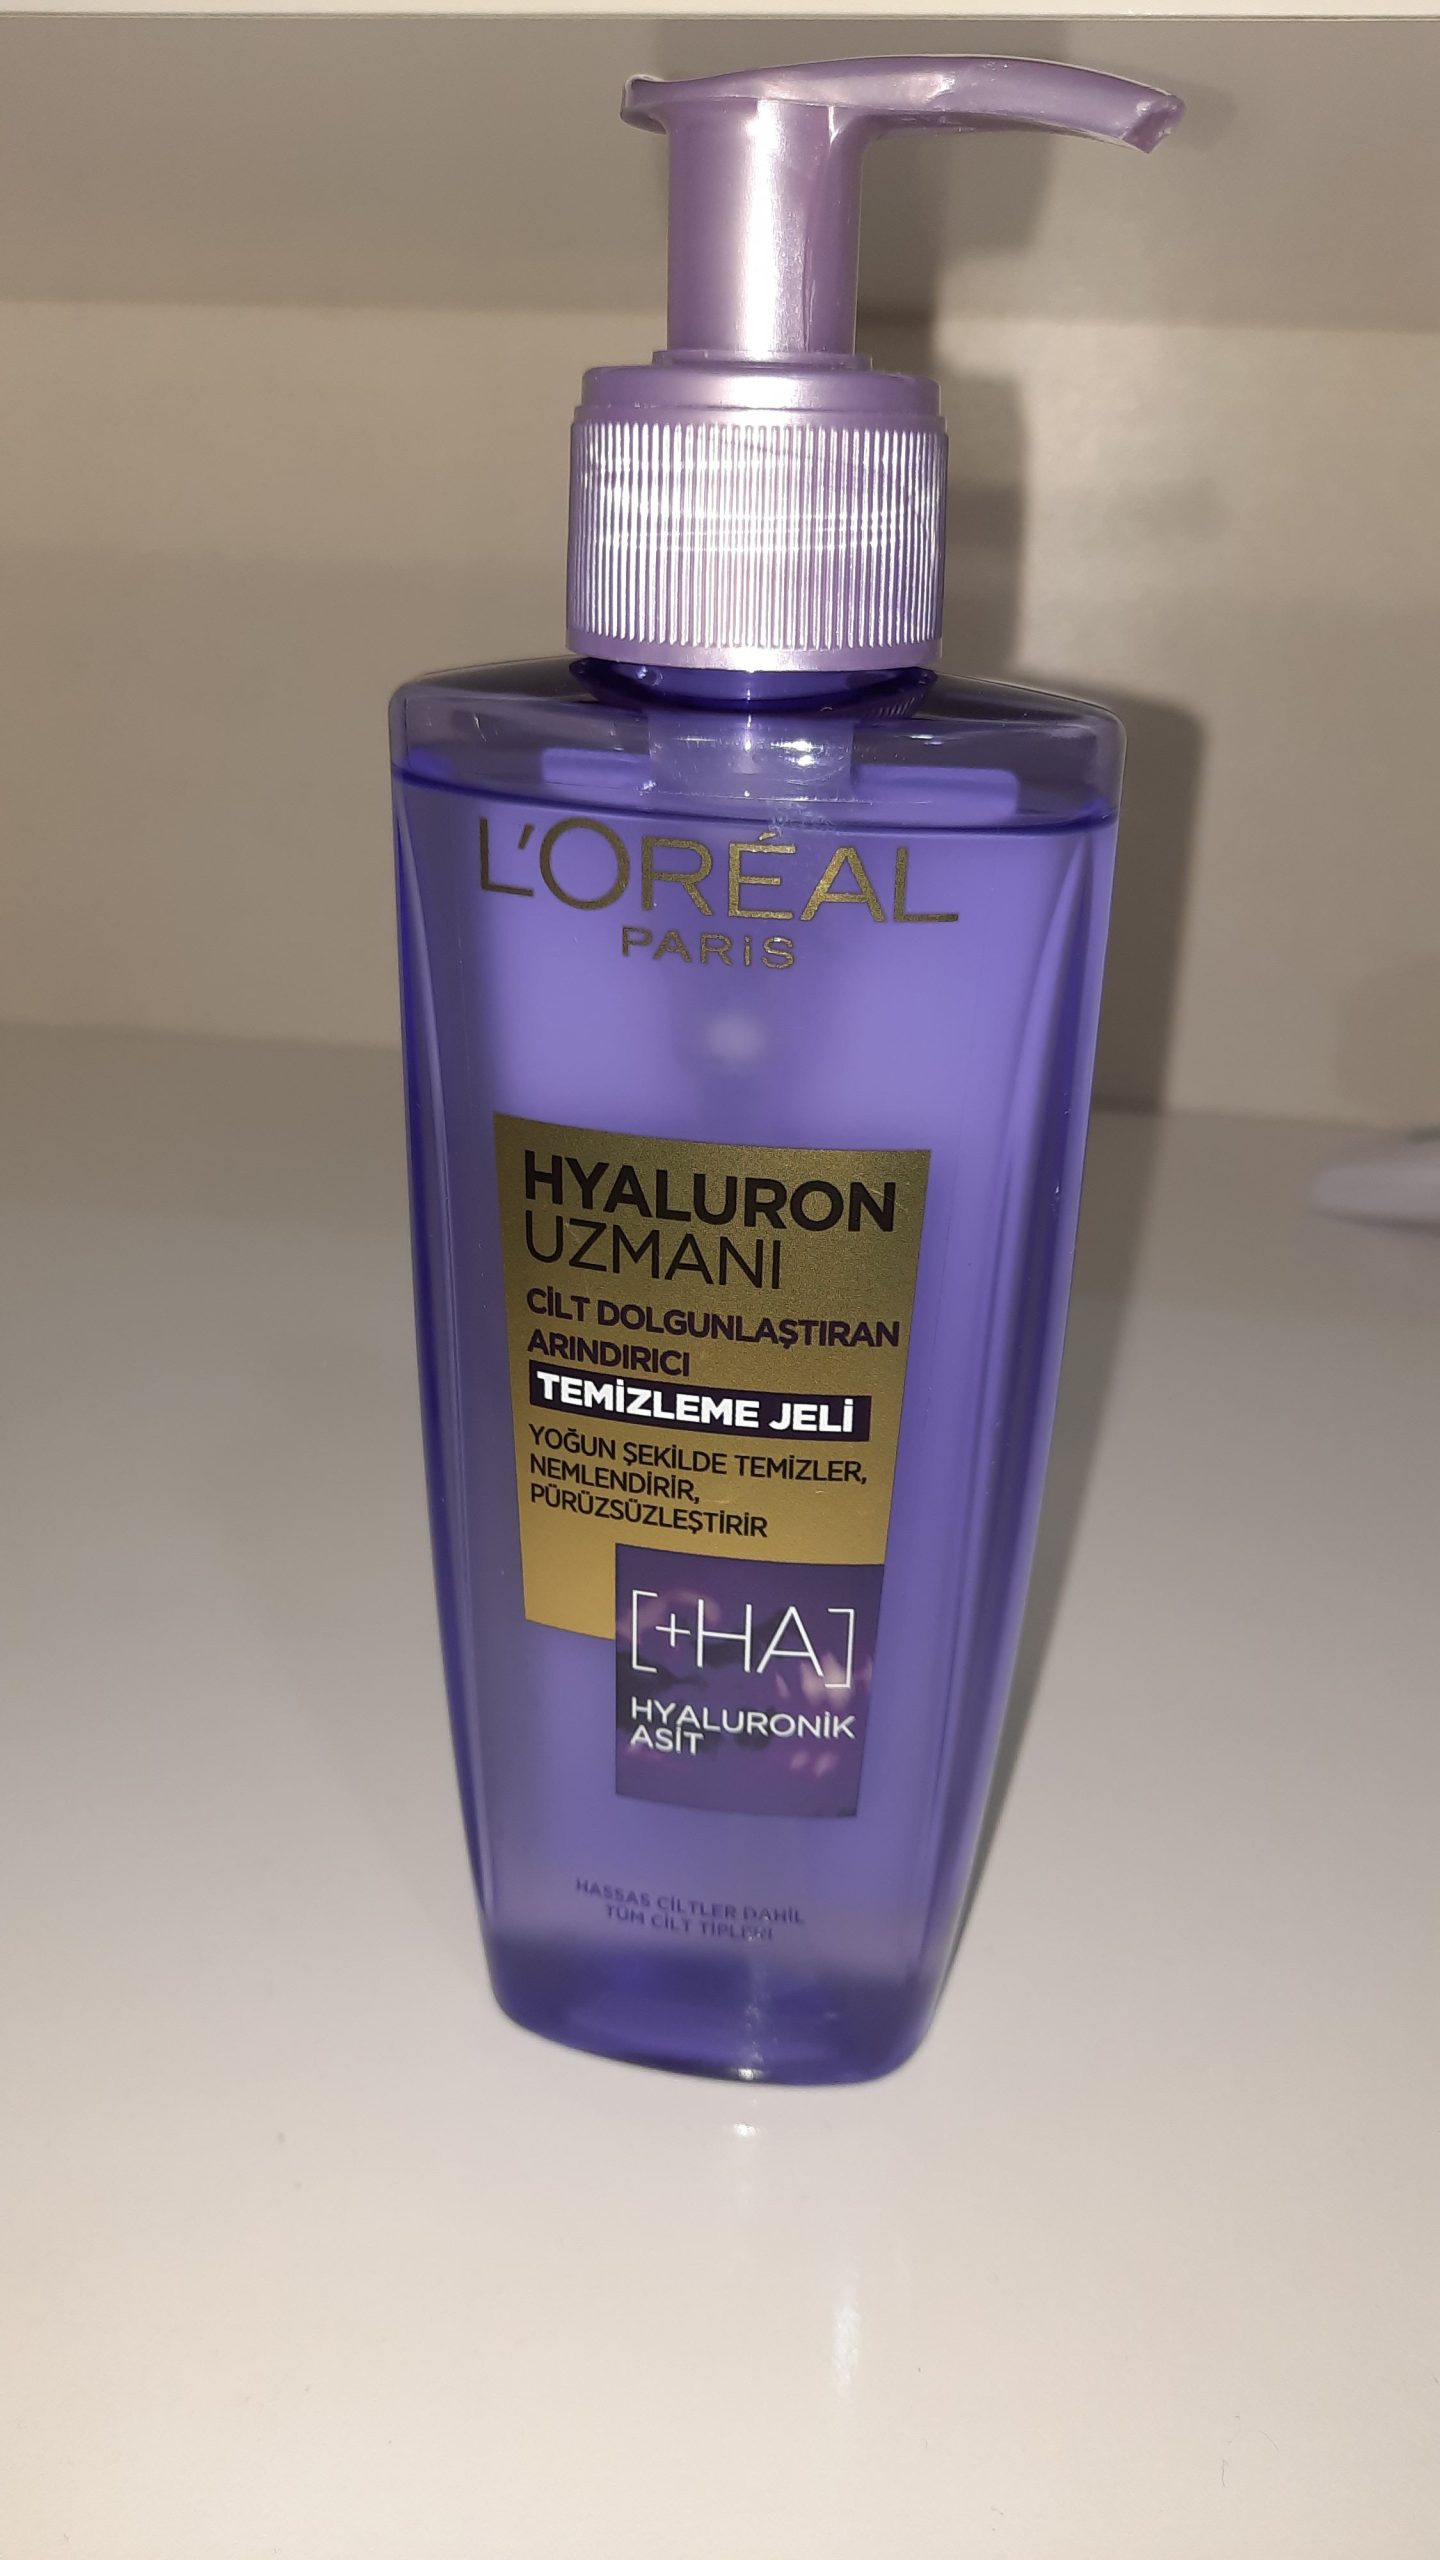 L'ORÉAL
PARiS
HYALURON
UZMANI
CİLT DOLGUNLAŞTIRAN
ARINDIRICI
TEMİZLEME JELİ
YOĞUN ŞEKİLDE TEMİZLER,
NEMLENDİRİR,
PÜRÜZSÜZLEŞTİRİR
[+HA]
HYALURONİK
ASİT
HASSAS CİLTLER DAHİL
TÜM CİLT TİPLERİ